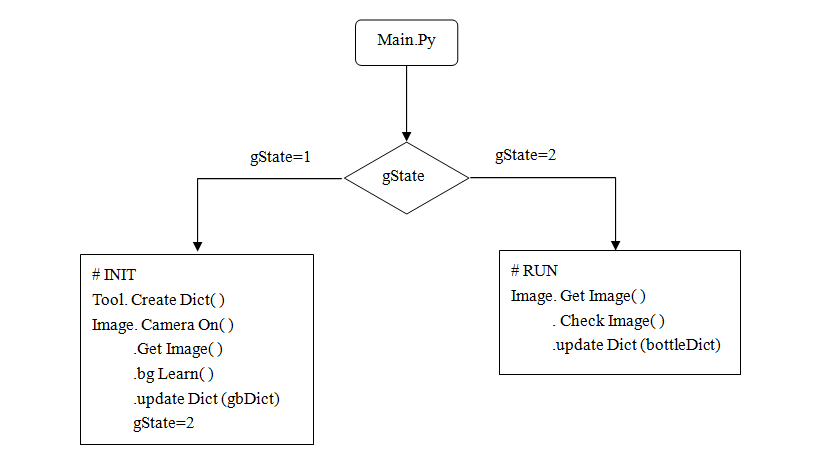 Main.Py
gState=1
gState=2
gState
# INIT
Tool. Create Dict( )
Image. Camera On( )
.Get Image( )
.bg Learn( )
.update Dict (gbDict)
gState=2
# RUN
Image. Get Image( )
. Check Image( )
.update Dict (bottleDict)